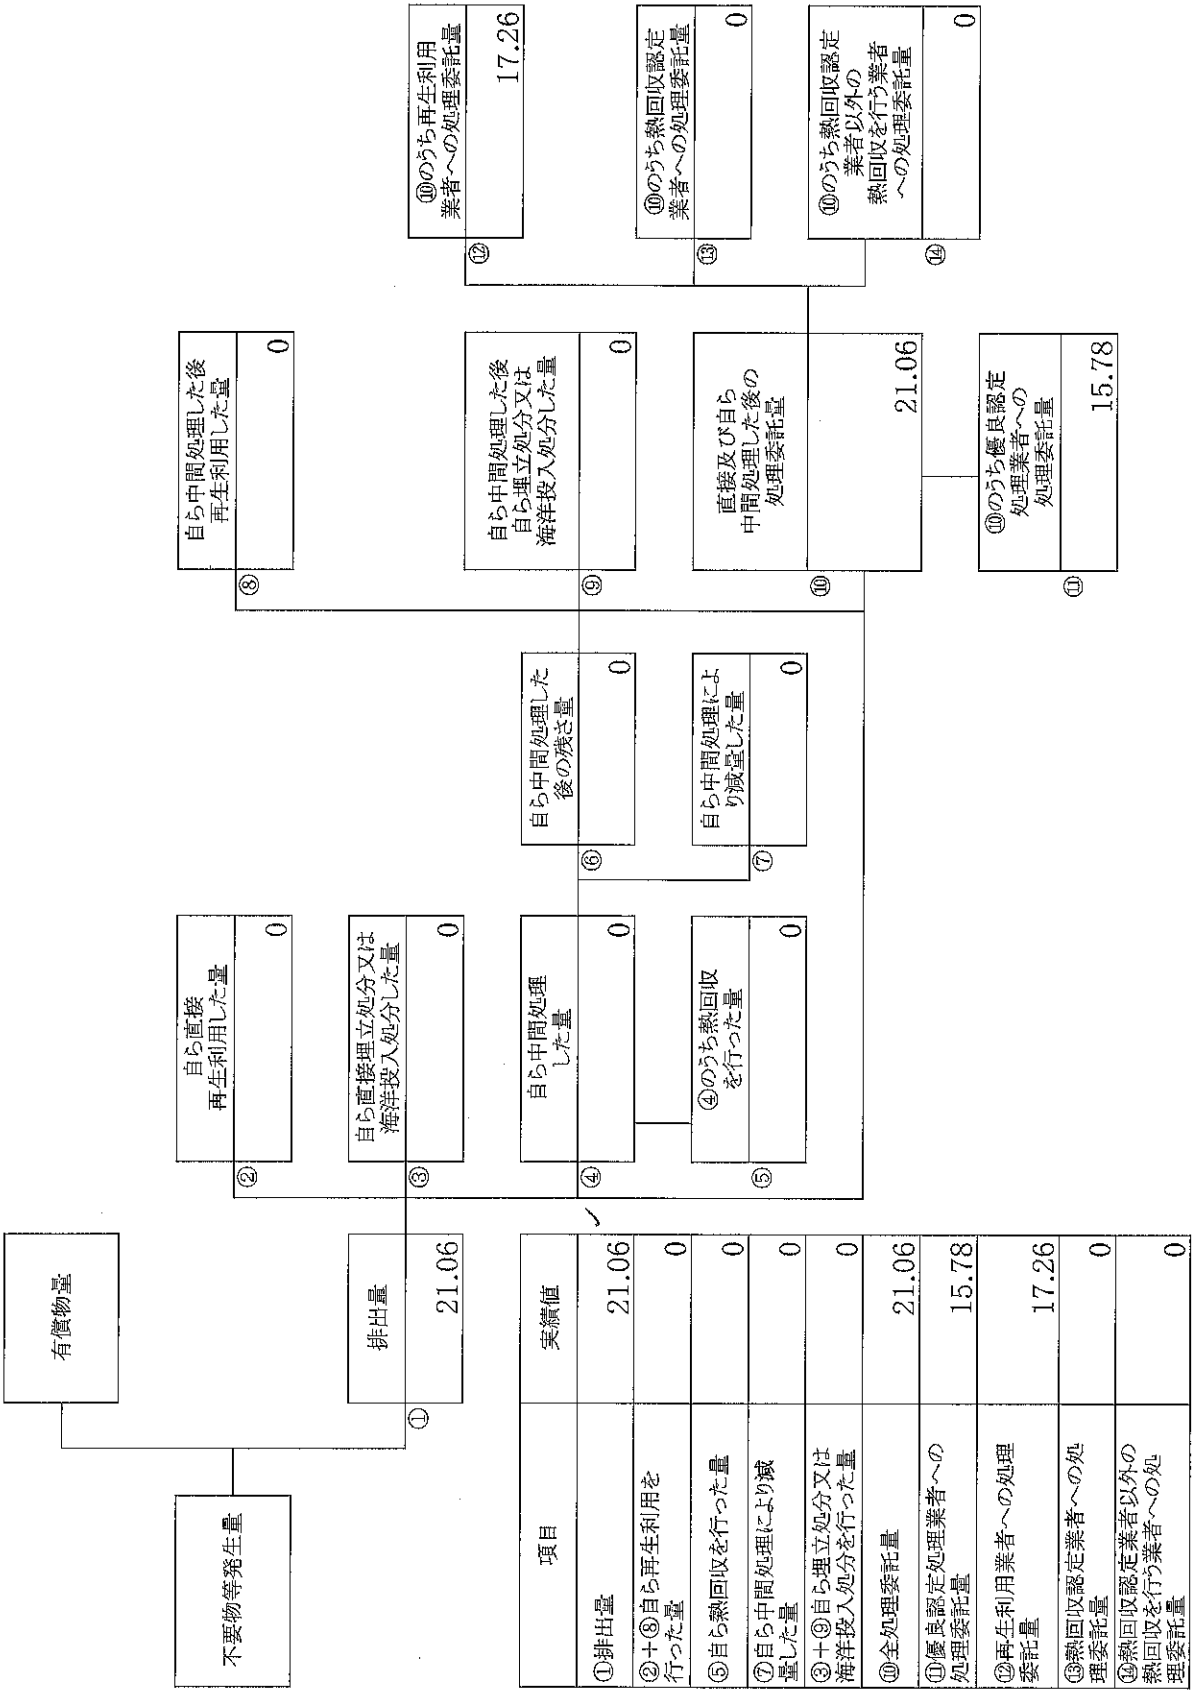 不要物等発生量
有償物量
①
排出量
21.06
②
自ら直接
再生利用した量
0
③
自ら直接埋立処分又は
海洋投入処分した量
0
④
自ら中間処理
した量
0
⑤
④のうち熱回収
を行った量
0
⑥
自ら中間処理した
後の残さ量
0
⑦
自ら中間処理によ
り減量した量
0
⑧
自ら中間処理した後
再生利用した量
0
⑨
自ら中間処理した後
自ら埋立処分又は
海洋投入処分した量
0
⑩
直接及び自ら
中間処理した後の
処理委託量
21.06
⑪
⑩のうち優良認定
処理業者への
処理委託量
15.78
⑫
⑩のうち再生利用
業者への処理委託量
17.26
⑬
⑩のうち熱回収認定
業者への処理委託量
0
⑭
⑩のうち熱回収認定
業者以外の
熱回収を行う業者
への処理委託量
0
項目 実績値
①排出量 21.06
②+⑧自ら再生利用を
行った量 0
⑤自ら熱回収を行った量 0
⑦自ら中間処理により減
量した量 0
③+⑨自ら埋立処分又は
海洋投入処分を行った量 0
⑩全処理委託量 21.06
⑪優良認定処理業者への
処理委託量 15.78
⑫再生利用業者への処理
委託量 17.26
⑬熱回収認定業者への処
理委託量 0
⑭熱回収認定業者以外の
熱回収を行う業者への処
理委託量 0